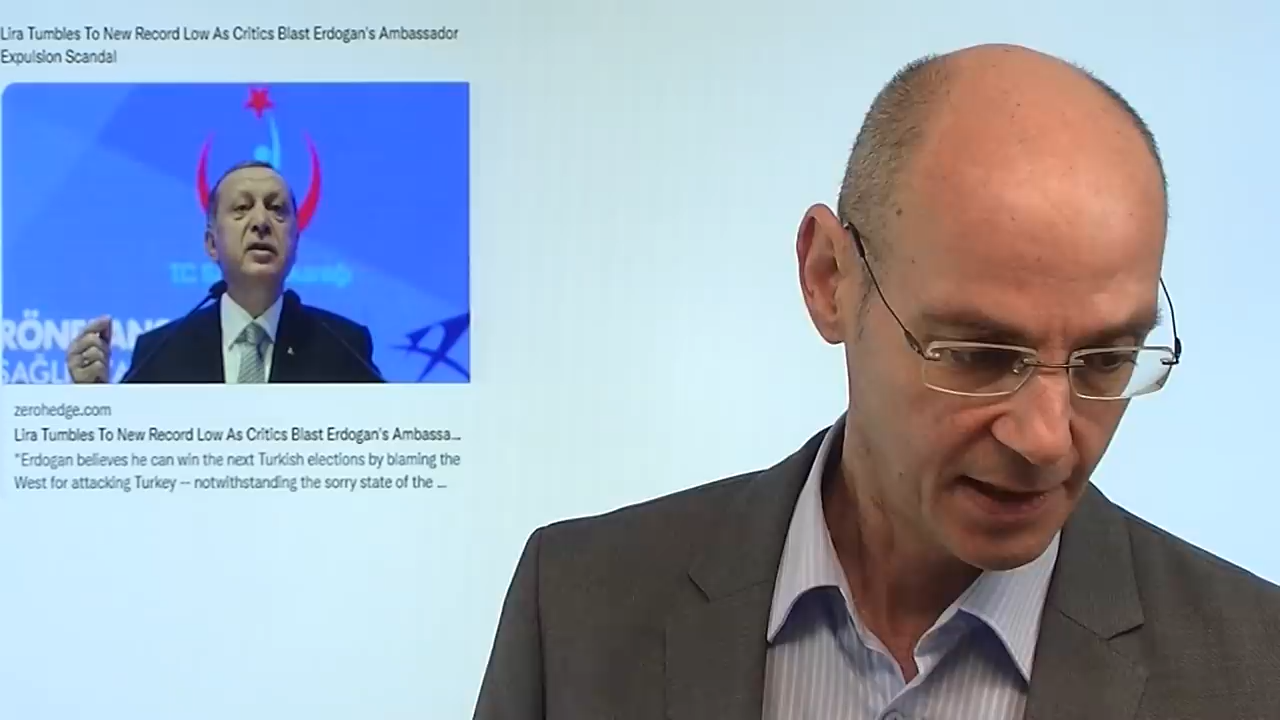 Lira Tumbles To New Record Low As Critics Blast Erdogan's Ambassador
Expulsion Scandal
zerohedge.com
Lira Tumbles To New Record Low As Critics Blast Erdogan's Ambassa...
"Erdogan believes he can win the next Turkish elections by blaming the
West for attacking Turkey -- notwithstanding the sorry state of the ...